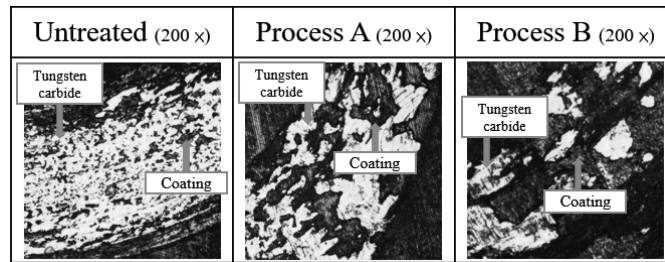 Untreated (200 ×)
Process A (200 ×)
Process B (200 ×)
Tungsten
carbide
Coating
Tungsten
carbide
Coating
Tungsten
carbide
Coating